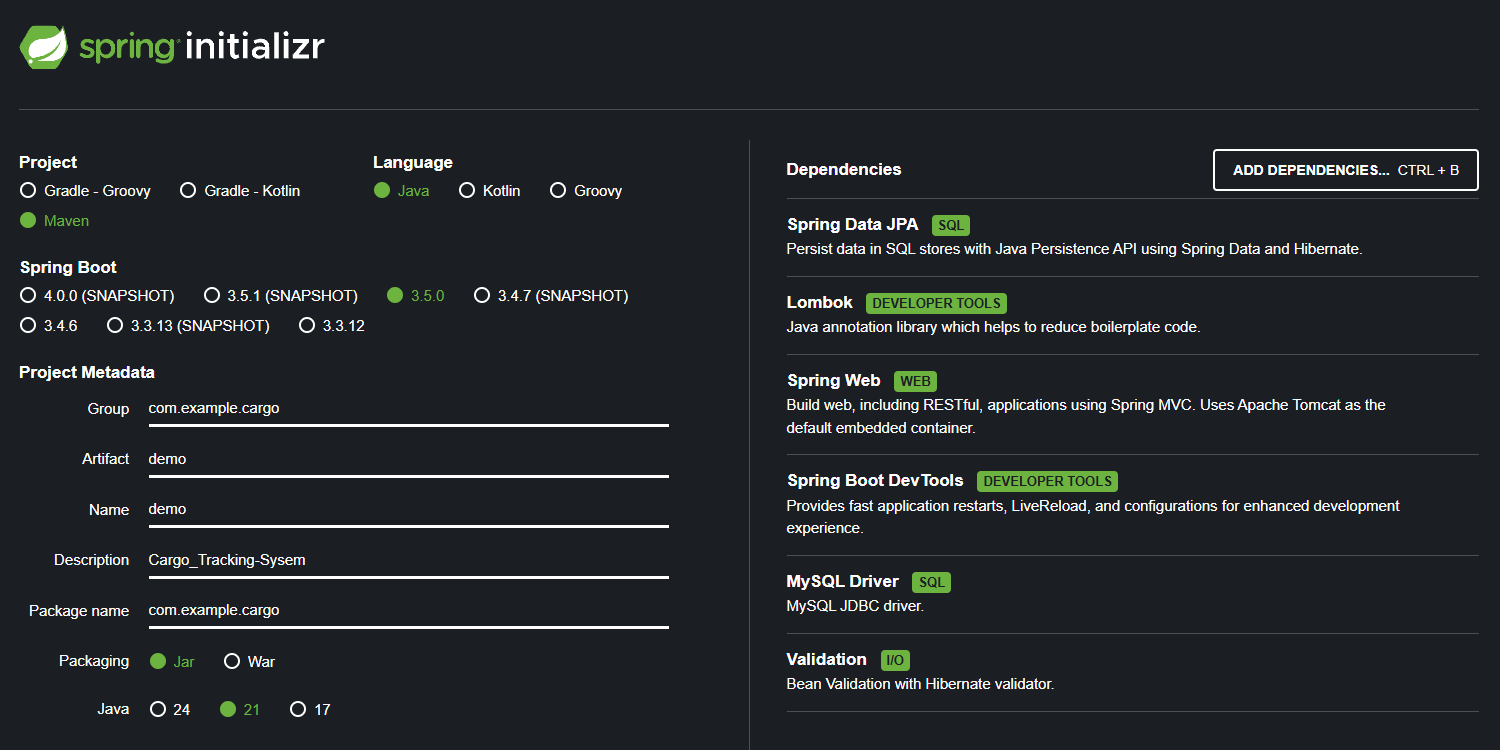 spring initializr
Project
Gradle - Groovy Gradle - Kotlin
Maven
Language
Java Kotlin Groovy
Spring Boot
4.0.0 (SNAPSHOT) 3.5.1 (SNAPSHOT) 3.5.0 3.4.7 (SNAPSHOT)
3.4.6 3.3.13 (SNAPSHOT) 3.3.12
Project Metadata
Group com.example.cargo
Artifact demo
Name demo
Description Cargo_Tracking-Sysem
Package name com.example.cargo
Packaging Jar War
Java 24 21 17
Dependencies
ADD DEPENDENCIES... CTRL + B
Spring Data JPA SQL
Persist data in SQL stores with Java Persistence API using Spring Data and Hibernate.
Lombok DEVELOPER TOOLS
Java annotation library which helps to reduce boilerplate code.
Spring Web WEB
Build web, including RESTful, applications using Spring MVC. Uses Apache Tomcat as the
default embedded container.
Spring Boot DevTools DEVELOPER TOOLS
Provides fast application restarts, LiveReload, and configurations for enhanced development
experience.
MySQL Driver SQL
MySQL JDBC driver.
Validation I/O
Bean Validation with Hibernate validator.